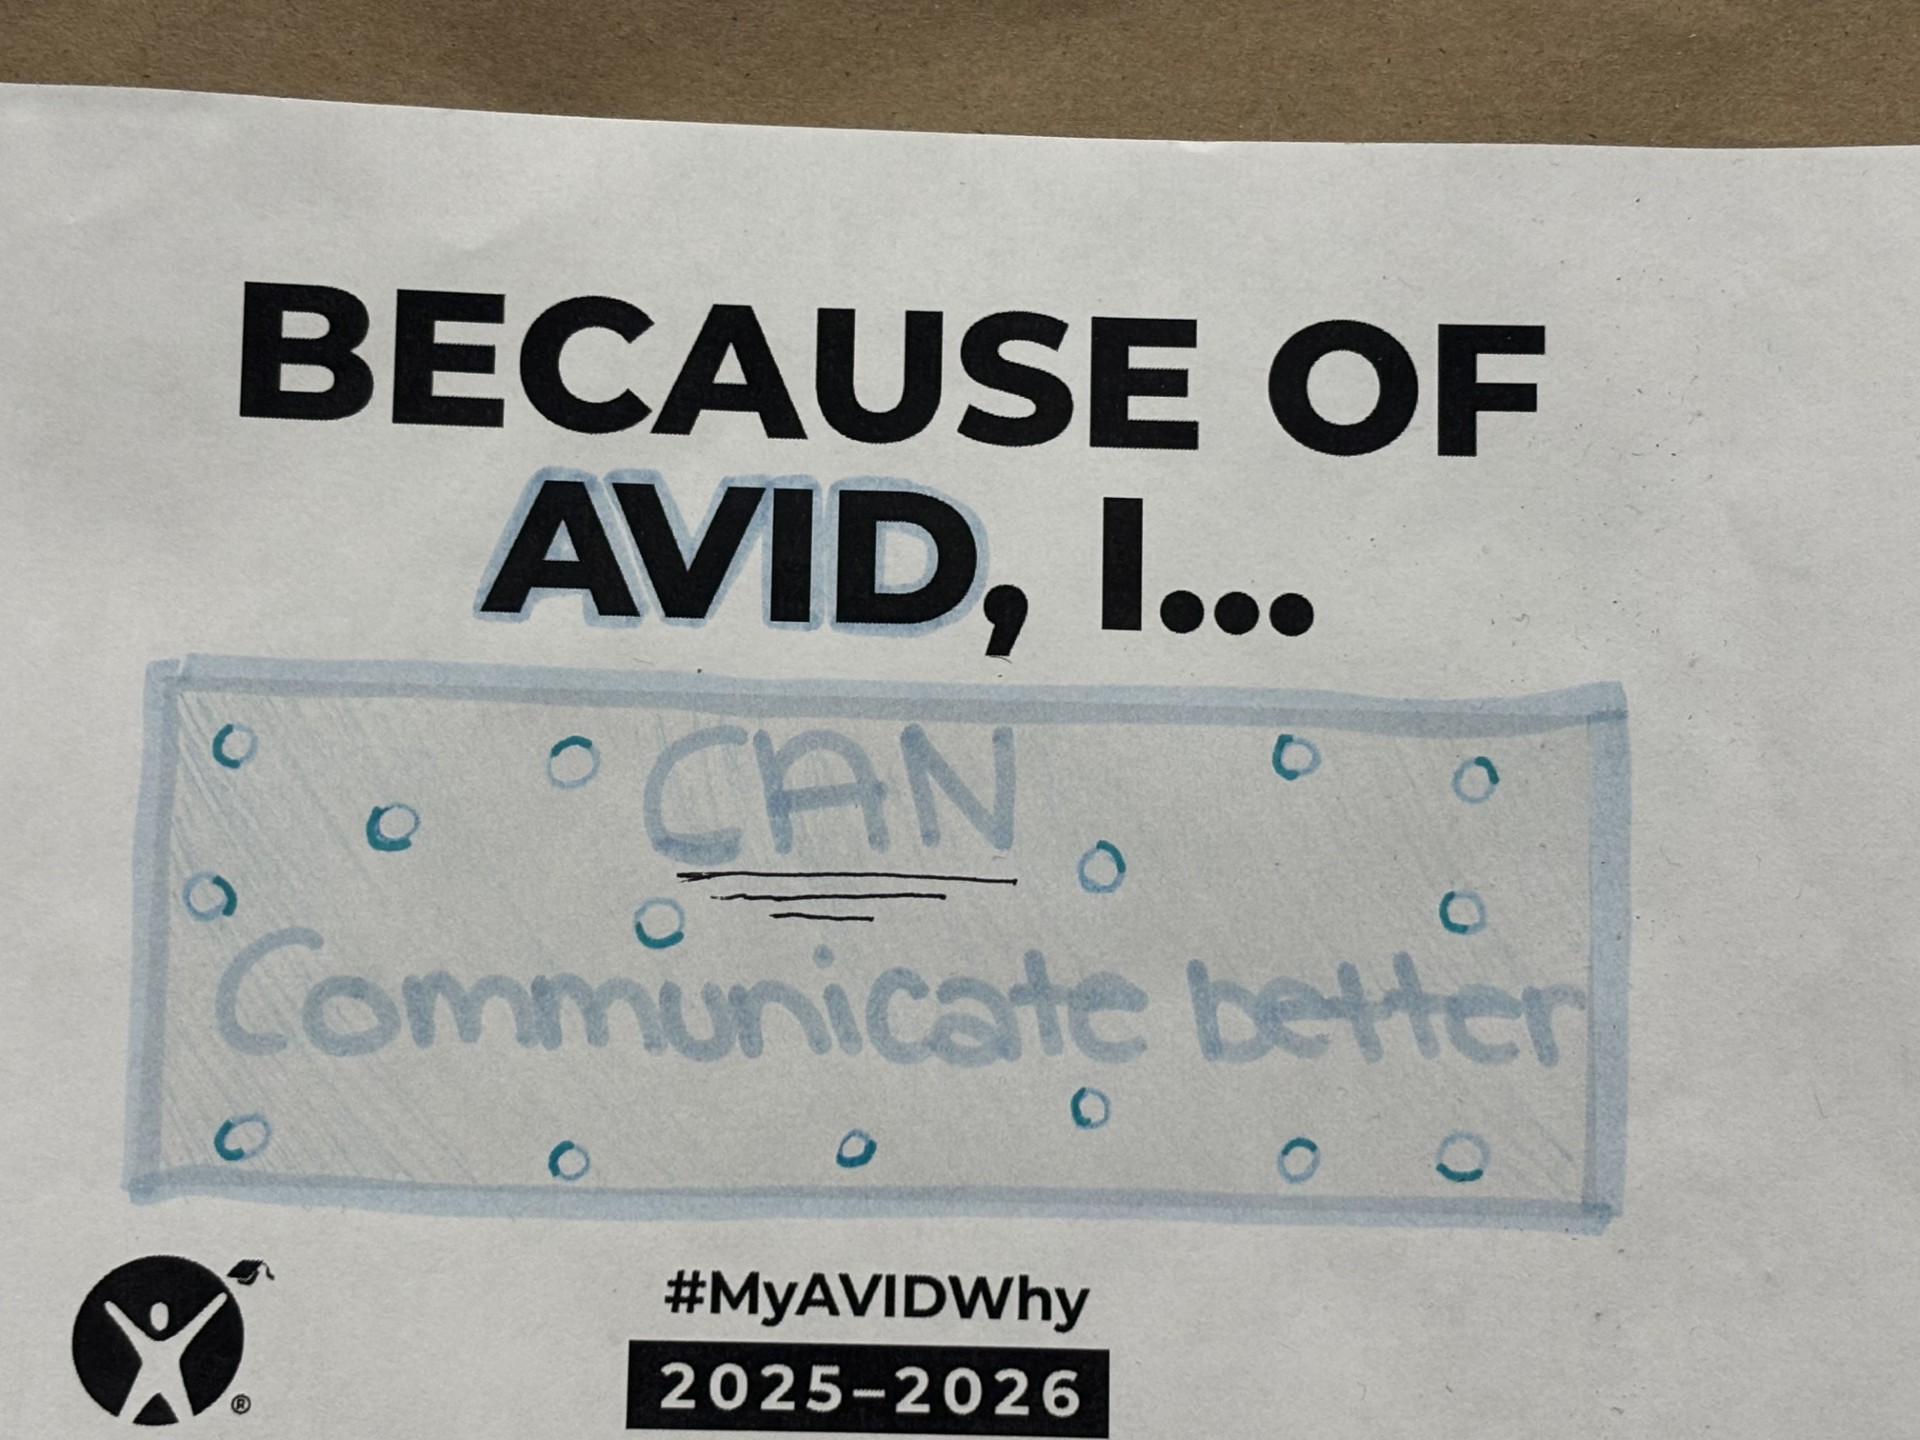 BECAUSE OF
AVID, I...
CAN
Communicate better
#MyAVIDWhy
2025–2026
®